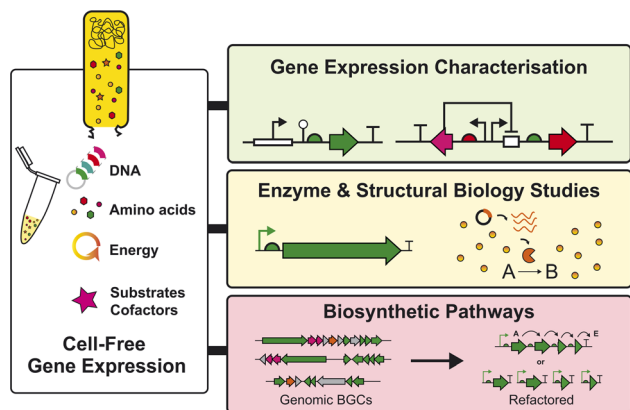 DNA
Amino acids
Energy
Substrates
Cofactors
Cell-Free
Gene Expression
Gene Expression Characterisation
Enzyme & Structural Biology Studies
A
B
Biosynthetic Pathways
Genomic BGCs
A
E
or
Refactored